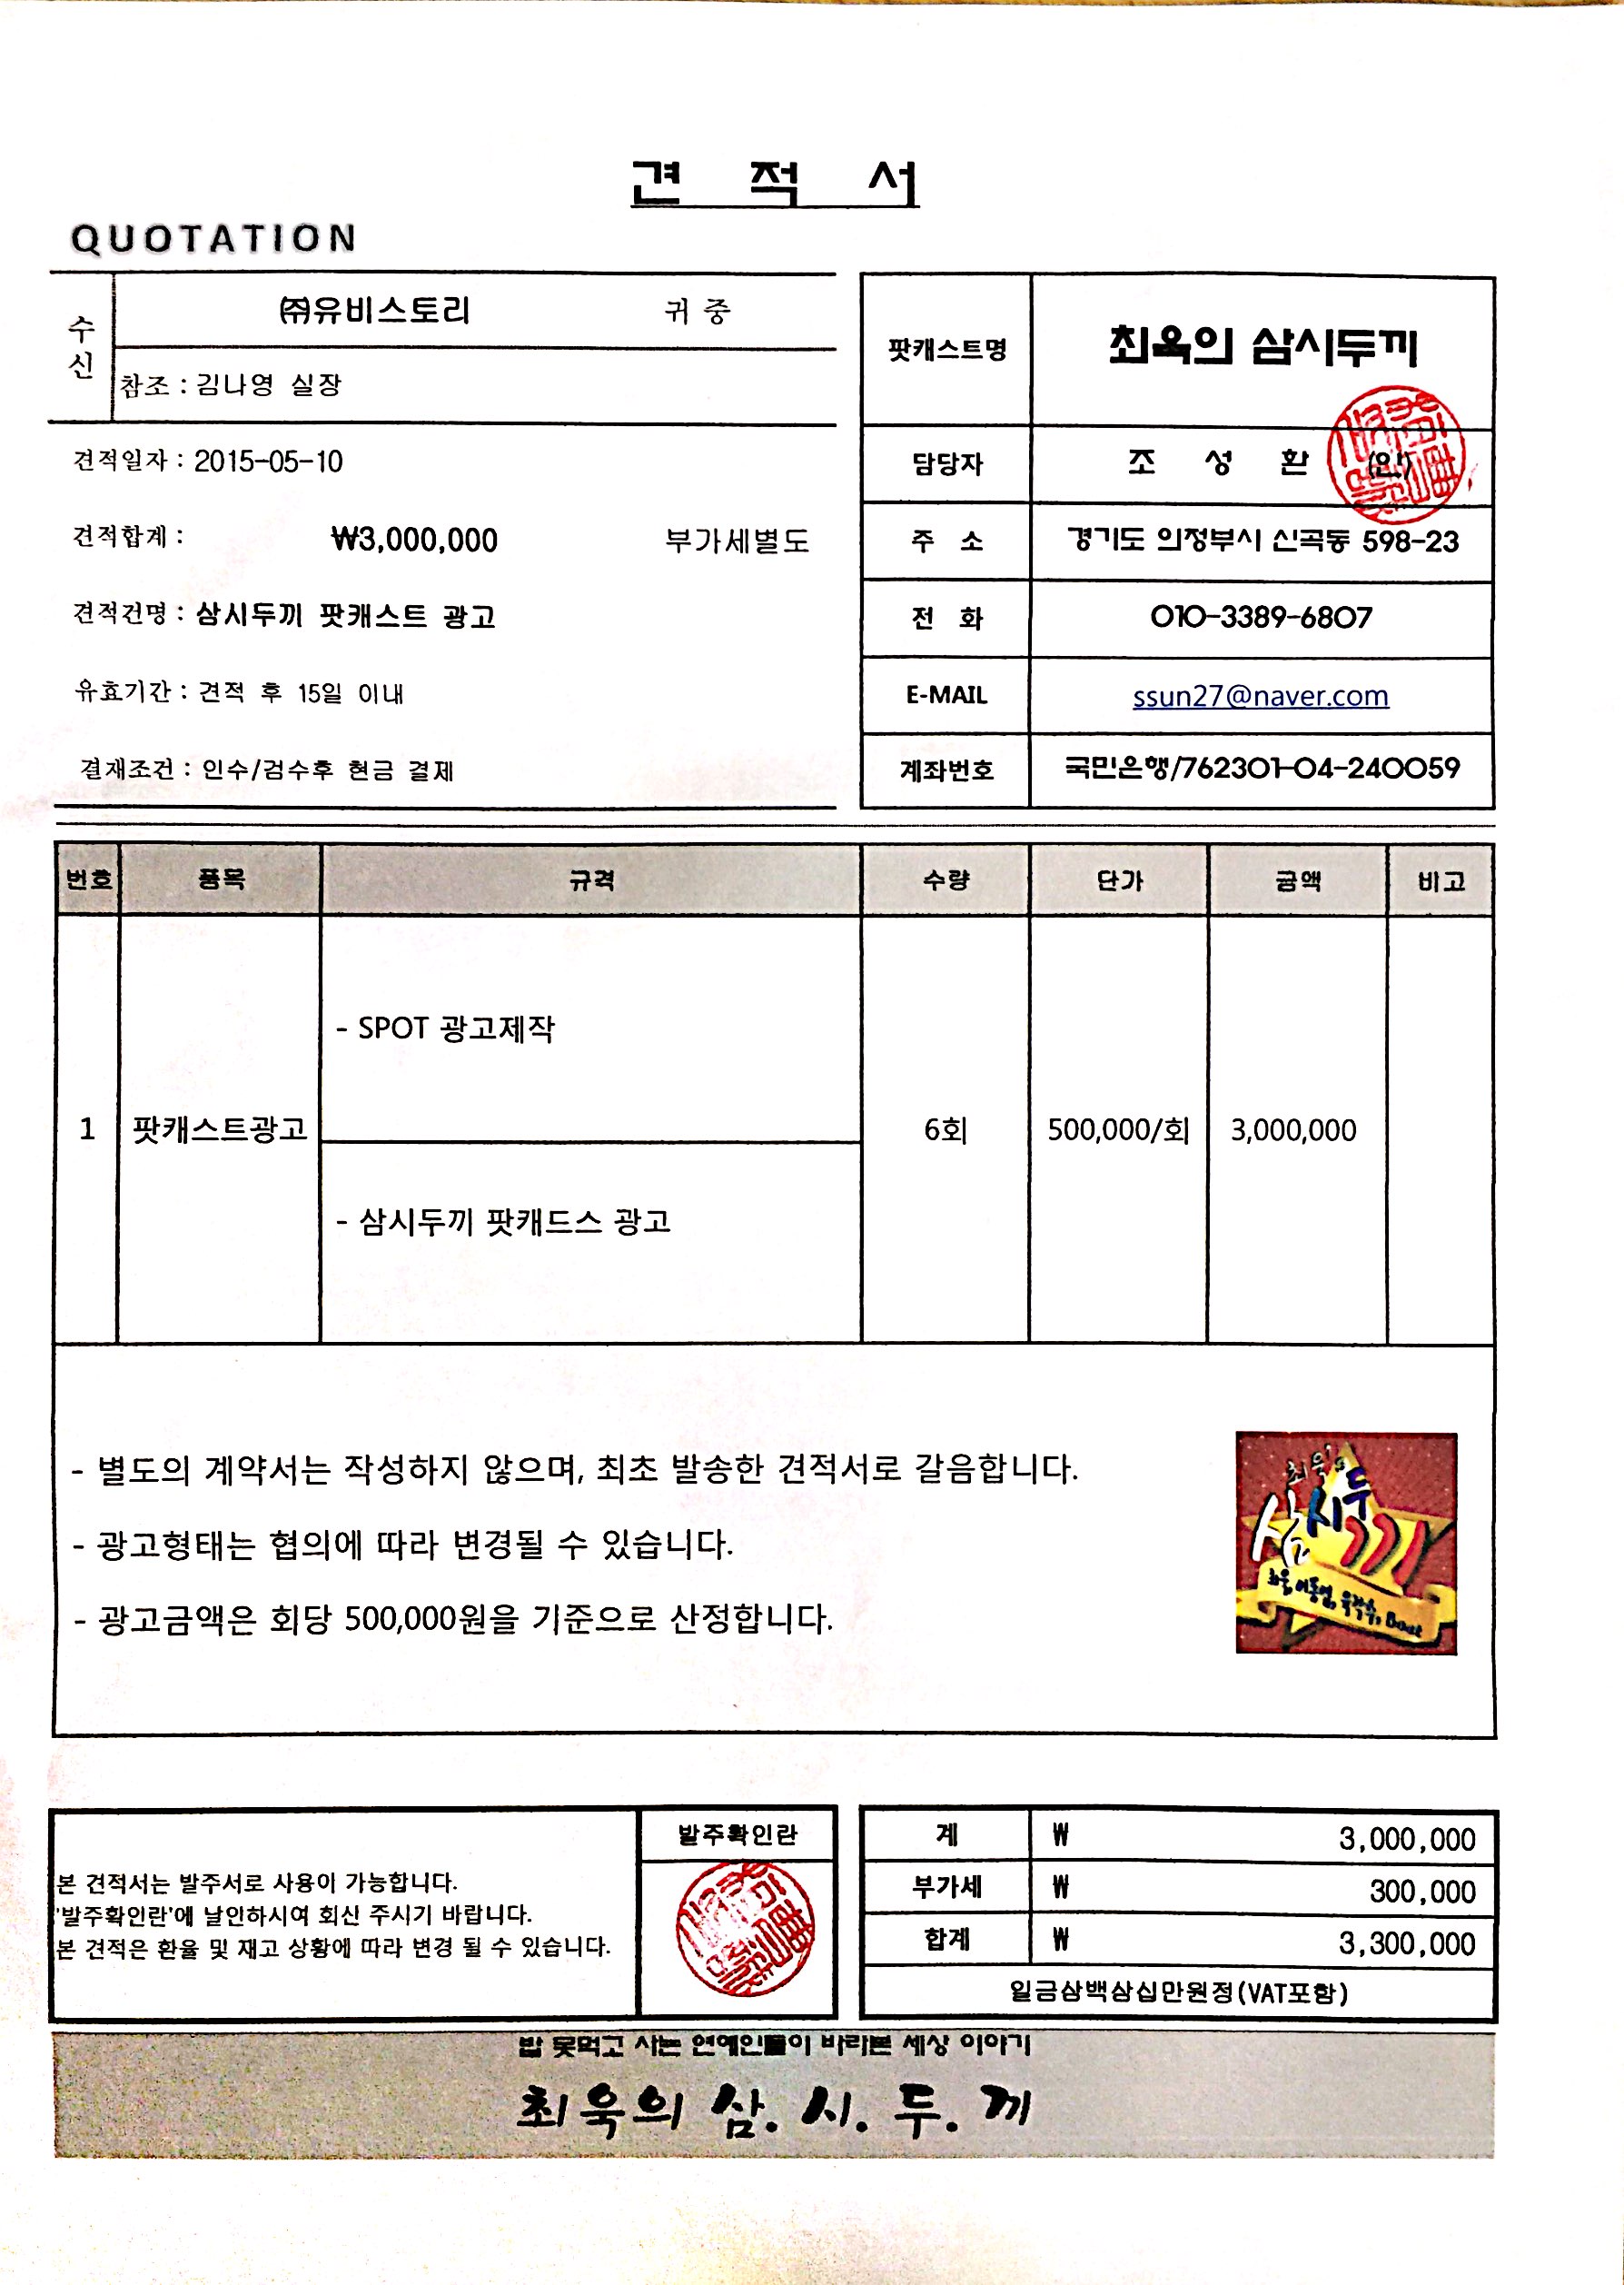 견 적 서
QUOTATION
수신
㈜유비스토리 귀 중
참조 : 김나영 실장
견적일자 : 2015-05-10
견적합계 : ₩3,000,000 부가세별도
견적건명 : 삼시두끼 팟캐스트 광고
유효기간 : 견적 후 15일 이내
결재조건 : 인수/검수후 현금 결제
팟캐스트명 최욱의 삼시두끼
담당자 조 성 환 (인)
주 소 경기도 의정부시 신곡동 598-23
전 화 010-3389-6807
E-MAIL ssun27@naver.com
계좌번호 국민은행/762301-04-240059
번호 품목 규격 수량 단가 금액 비고
- SPOT 광고제작
1 팟캐스트광고 6회 500,000/회 3,000,000
- 삼시두끼 팟캐드스 광고
- 별도의 계약서는 작성하지 않으며, 최초 발송한 견적서로 갈음합니다.
- 광고형태는 협의에 따라 변경될 수 있습니다.
- 광고금액은 회당 500,000원을 기준으로 산정합니다.
최욱's
삼시두끼
본 견적서는 발주서로 사용이 가능합니다.
'발주확인란'에 날인하시여 회신 주시기 바랍니다.
본 견적은 환율 및 재고 상황에 따라 변경 될 수 있습니다.
발주확인란
계 ₩ 3,000,000
부가세 ₩ 300,000
합계 ₩ 3,300,000
일금삼백삼십만원정(VAT포함)
밥 못먹고 사는 연예인들이 바라본 세상 이야기
최욱의 삼.시.두.끼